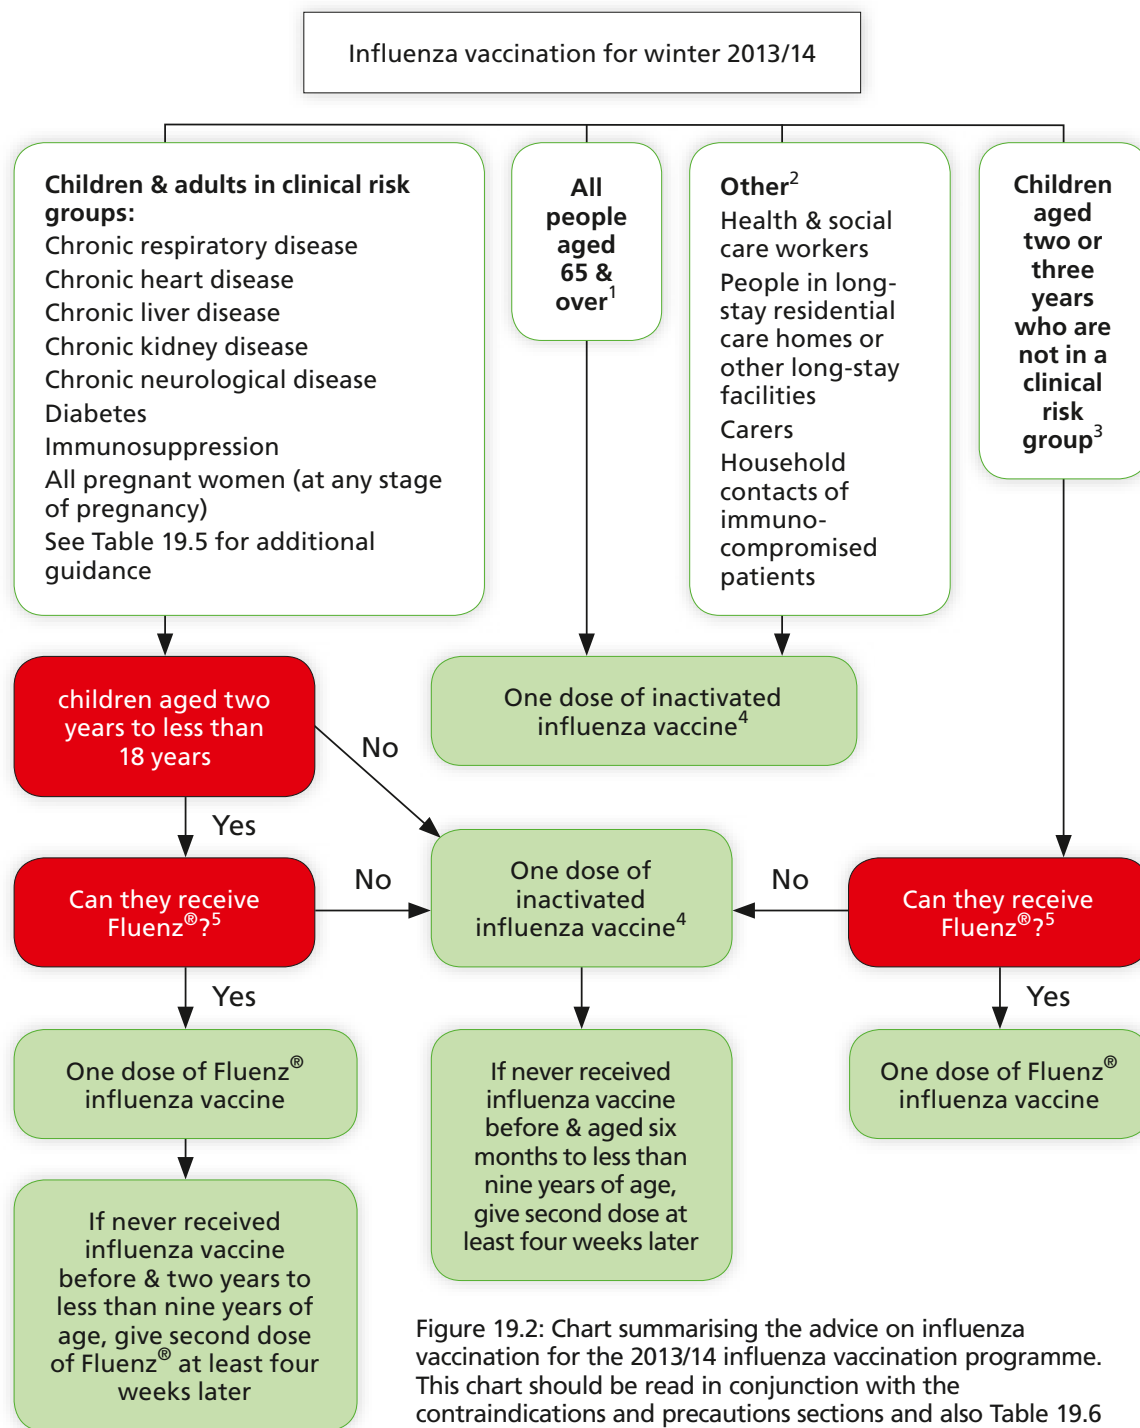 Influenza vaccination for winter 2013/14
Children & adults in clinical risk
groups:
Chronic respiratory disease
Chronic heart disease
Chronic liver disease
Chronic kidney disease
Chronic neurological disease
Diabetes
Immunosuppression
All pregnant women (at any stage
of pregnancy)
See Table 19.5 for additional
guidance
All
people
aged
65 &
over1
Other2
Health & social
care workers
People in long-
stay residential
care homes or
other long-stay
facilities
Carers
Household
contacts of
immuno-
compromised
patients
Children
aged
two or
three
years
who are
not in a
clinical
risk
group3
children aged two
years to less than
18 years
No
Yes
One dose of inactivated
influenza vaccine4
Can they receive
Fluenz®?5
No
Yes
One dose of
inactivated
influenza vaccine4
No
Can they receive
Fluenz®?5
Yes
One dose of Fluenz®
influenza vaccine
If never received
influenza vaccine
before & two years to
less than nine years of
age, give second dose
of Fluenz® at least four
weeks later
If never received
influenza vaccine
before & aged six
months to less than
nine years of age,
give second dose at
least four weeks later
One dose of Fluenz®
influenza vaccine
Figure 19.2: Chart summarising the advice on influenza
vaccination for the 2013/14 influenza vaccination programme.
This chart should be read in conjunction with the
contraindications and precautions sections and also Table 19.6